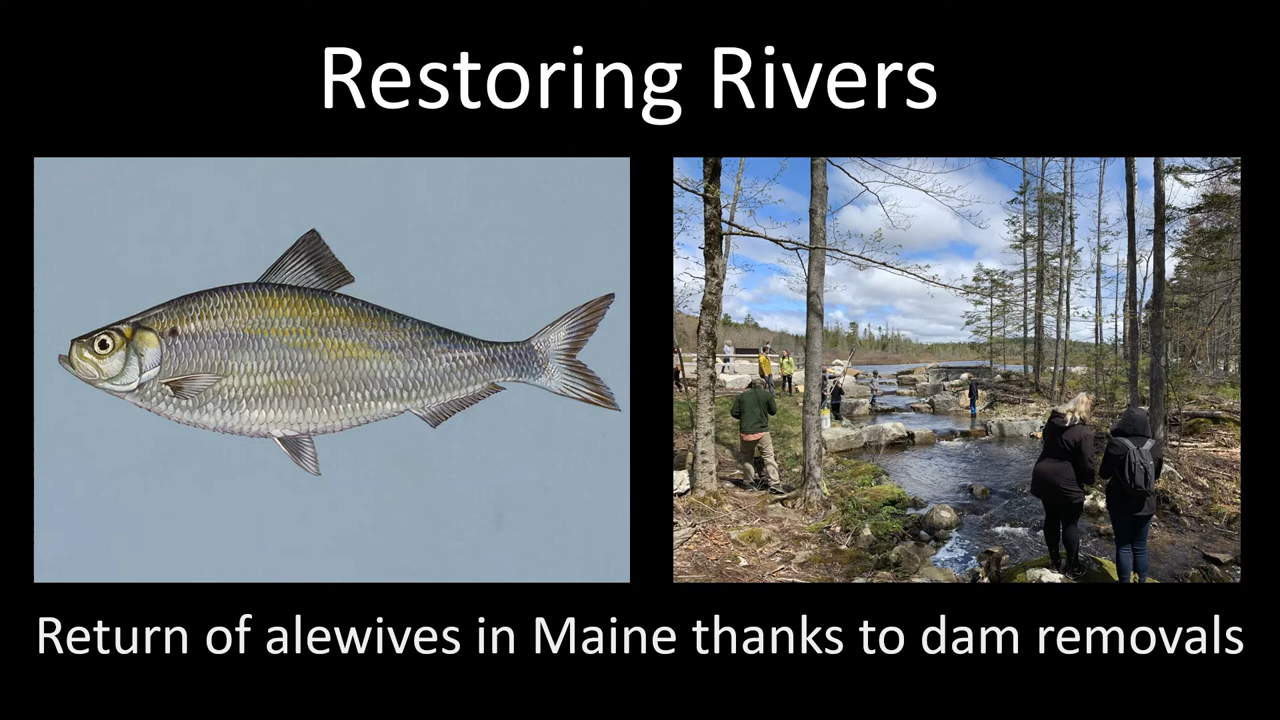 Restoring Rivers
Return of alewives in Maine thanks to dam removals